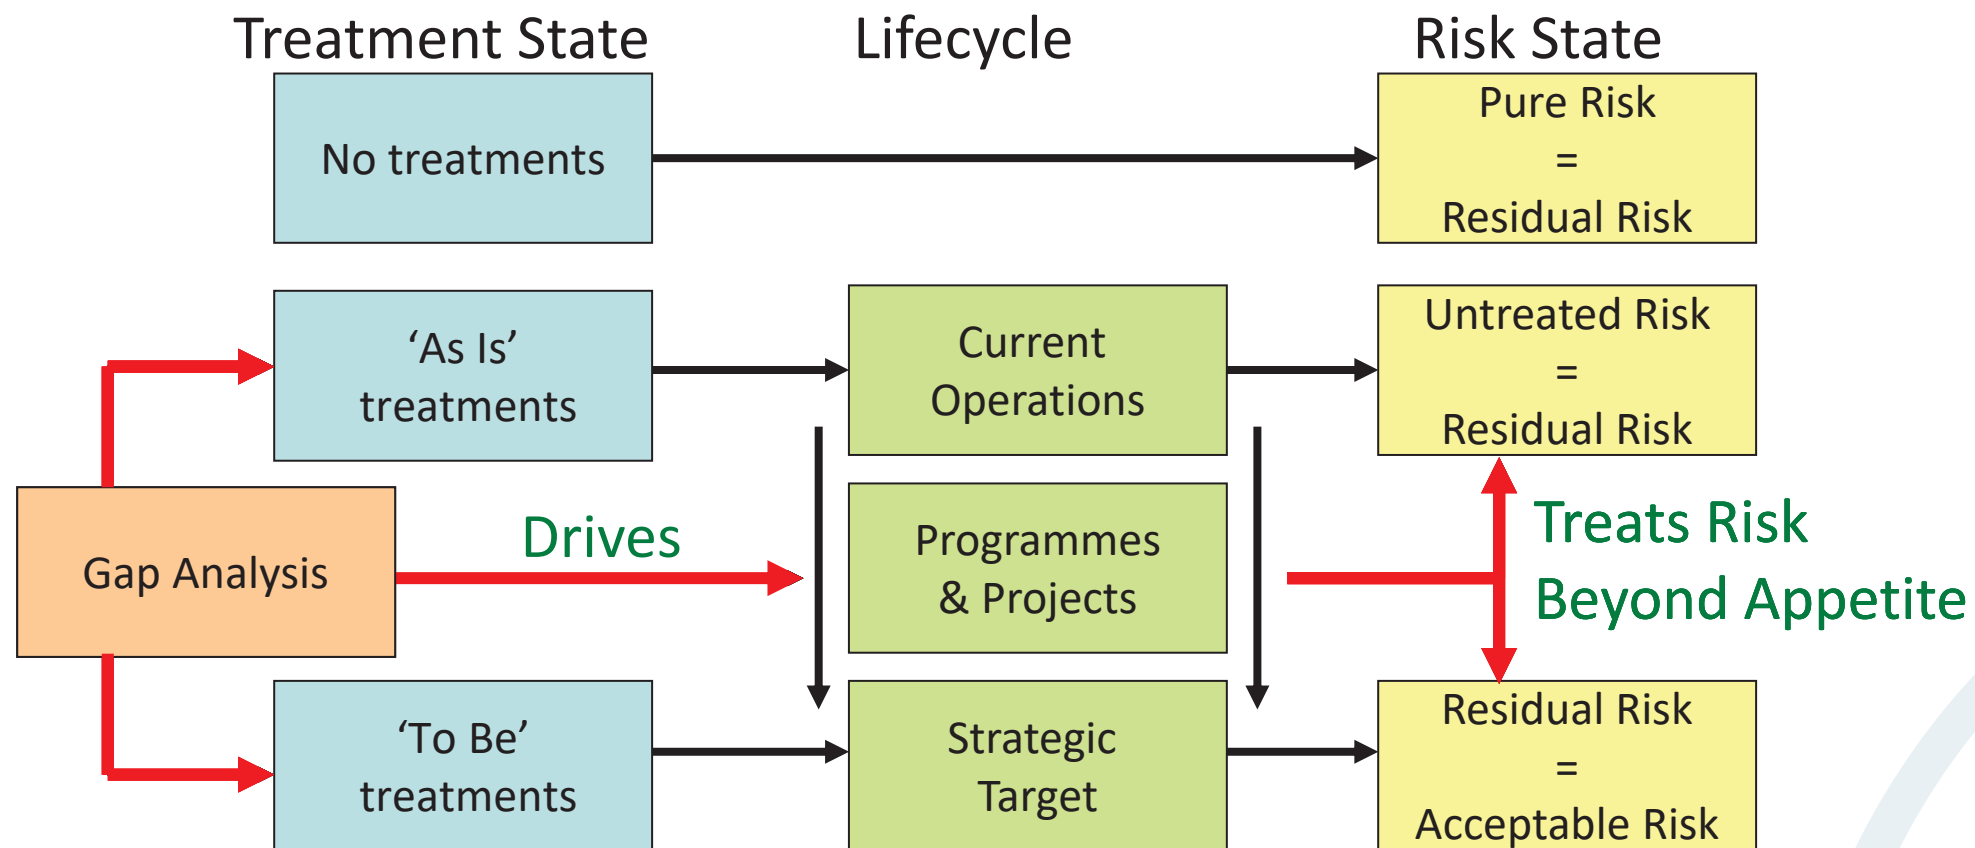 Treatment State
Lifecycle
Risk State
No treatments
Pure Risk
=
Residual Risk
‘As Is’
treatments
Current
Operations
Untreated Risk
=
Residual Risk
Gap Analysis
Drives
Programmes
& Projects
Treats Risk
Beyond Appetite
‘To Be’
treatments
Strategic
Target
Residual Risk
=
Acceptable Risk